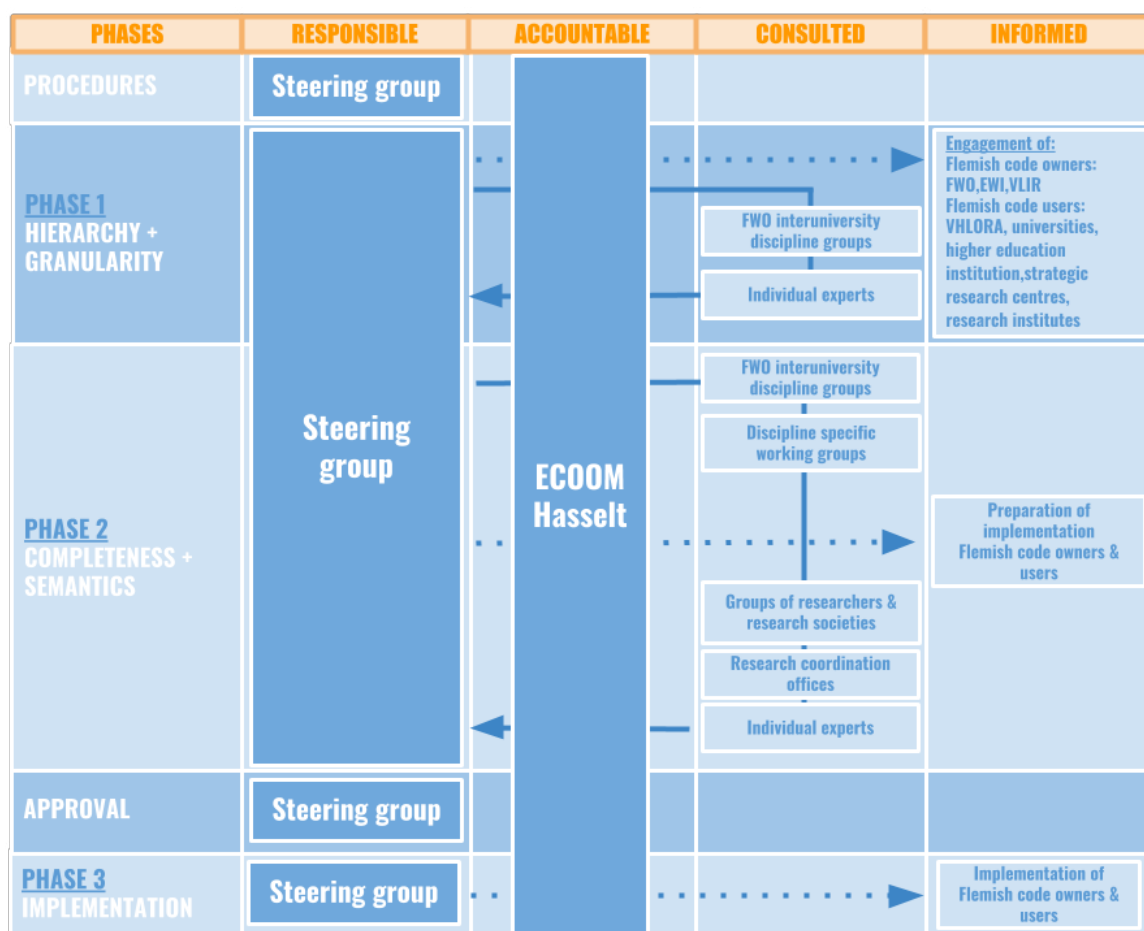 PHASES
RESPONSIBLE
ACCOUNTABLE
CONSULTED
INFORMED
PROCEDURES
Steering group
PHASE 1
HIERARCHY +
GRANULARITY
Steering
group
ECOOM
Hasselt
FWO interuniversity
discipline groups
Individual experts
Engagement of:
Flemish code owners:
FWO,EWI,VLIR
Flemish code users:
VHLORA, universities,
higher education
institution,strategic
research centres,
research institutes
PHASE 2
COMPLETENESS +
SEMANTICS
FWO interuniversity
discipline groups
Discipline specific
working groups
Groups of researchers &
research societies
Research coordination
offices
Individual experts
Preparation of
implementation
Flemish code owners &
users
APPROVAL
Steering group
PHASE 3
IMPLEMENTATION
Steering group
Implementation of
Flemish code owners &
users